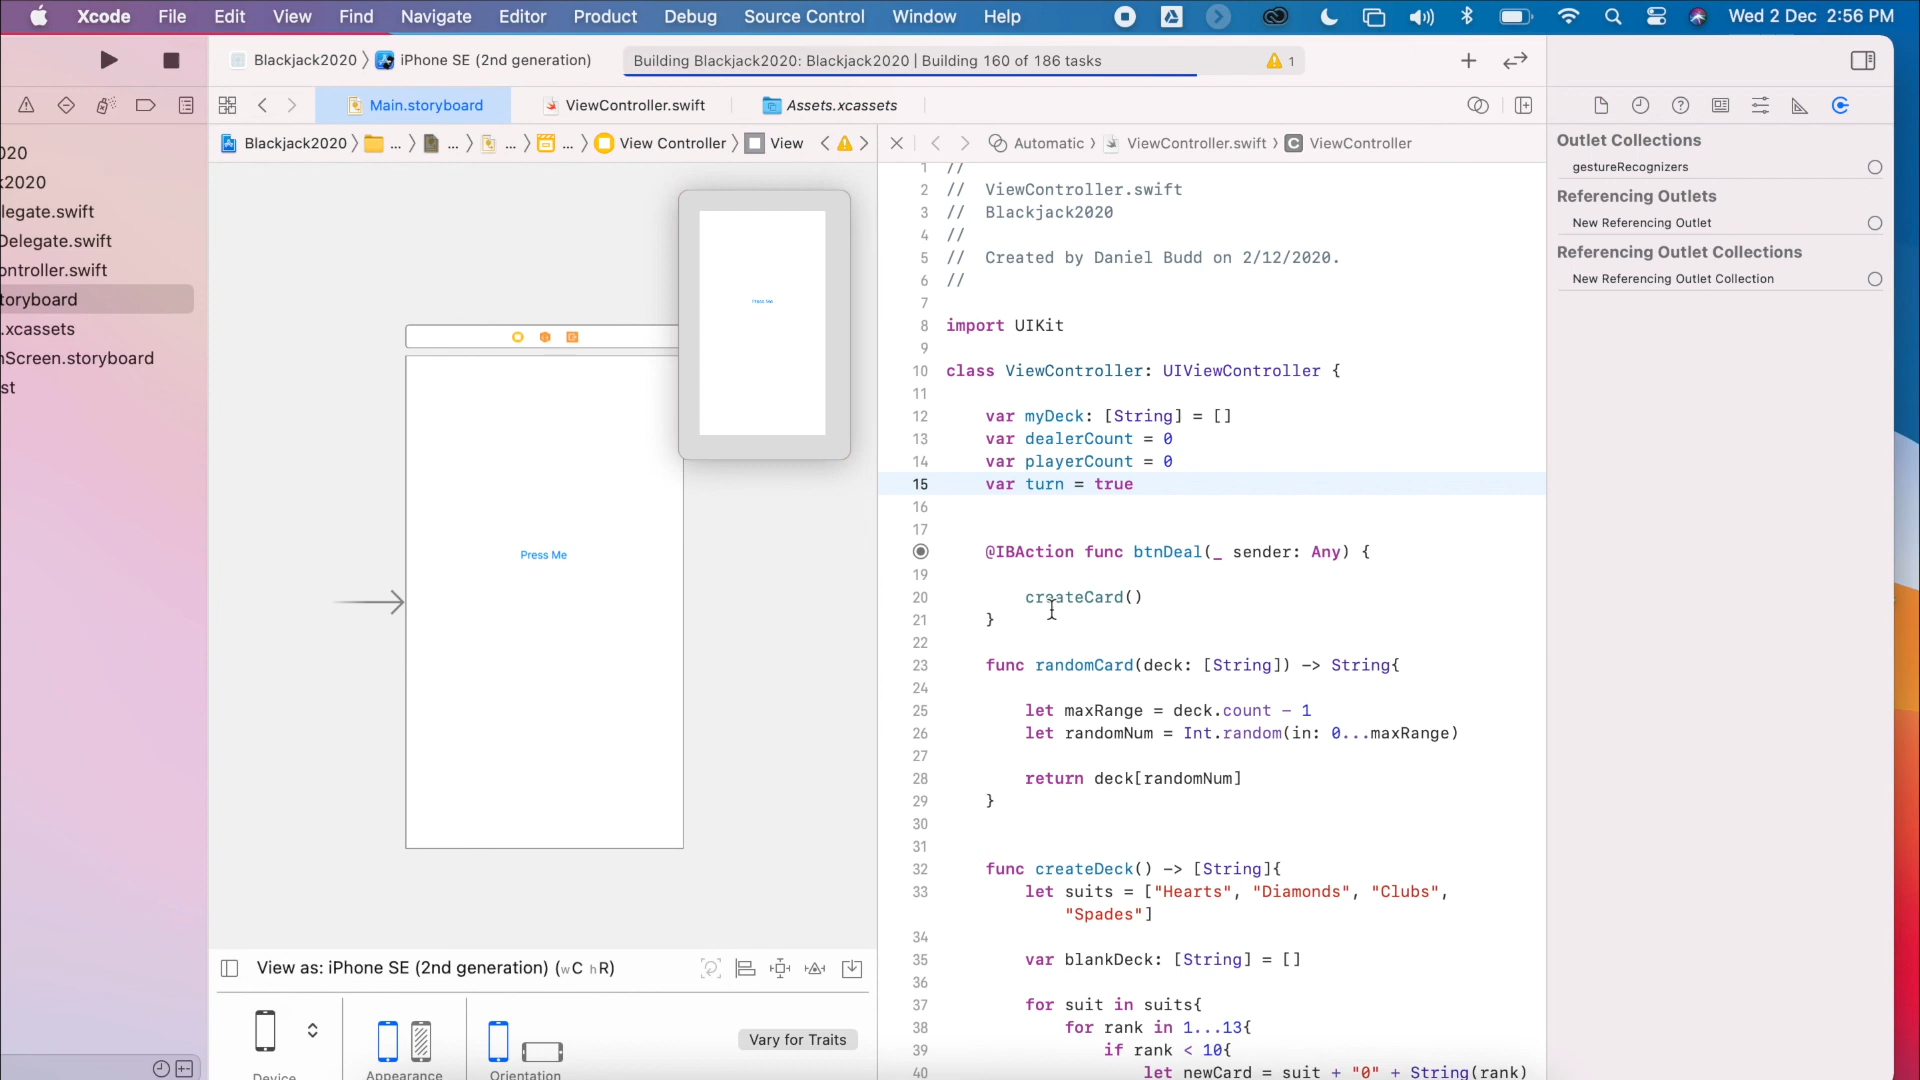 Xcode File Edit View Find Navigate Editor Product Debug Source Control Window Help Wed 2 Dec 2:56 PM
Blackjack2020 iPhone SE (2nd generation) Building Blackjack2020: Blackjack2020 | Building 160 of 186 tasks 1
Main.storyboard ViewController.swift Assets.xcassets
Blackjack2020 ... ... ... ... View Controller View Automatic ViewController.swift C ViewController
020
k2020
legate.swift
Delegate.swift
ontroller.swift
toryboard
.xcassets
nScreen.storyboard
st
Press Me
Press Me
1 //
2 // ViewController.swift
3 // Blackjack2020
4 //
5 // Created by Daniel Budd on 2/12/2020.
6 //
7
8 import UIKit
9
10 class ViewController: UIViewController {
11
12 var myDeck: [String] = []
13 var dealerCount = 0
14 var playerCount = 0
15 var turn = true
16
17
@IBAction func btnDeal(_ sender: Any) {
19
20 createCard()
21 }
22
23 func randomCard(deck: [String]) -> String{
24
25 let maxRange = deck.count - 1
26 let randomNum = Int.random(in: 0...maxRange)
27
28 return deck[randomNum]
29 }
30
31
32 func createDeck() -> [String]{
33 let suits = ["Hearts", "Diamonds", "Clubs",
"Spades"]
34
35 var blankDeck: [String] = []
36
37 for suit in suits{
38 for rank in 1...13{
39 if rank < 10{
40 let newCard = suit + "0" + String(rank)
Outlet Collections
gestureRecognizers
Referencing Outlets
New Referencing Outlet
Referencing Outlet Collections
New Referencing Outlet Collection
View as: iPhone SE (2nd generation) (wC hR)
Vary for Traits
Device Appearance Orientation